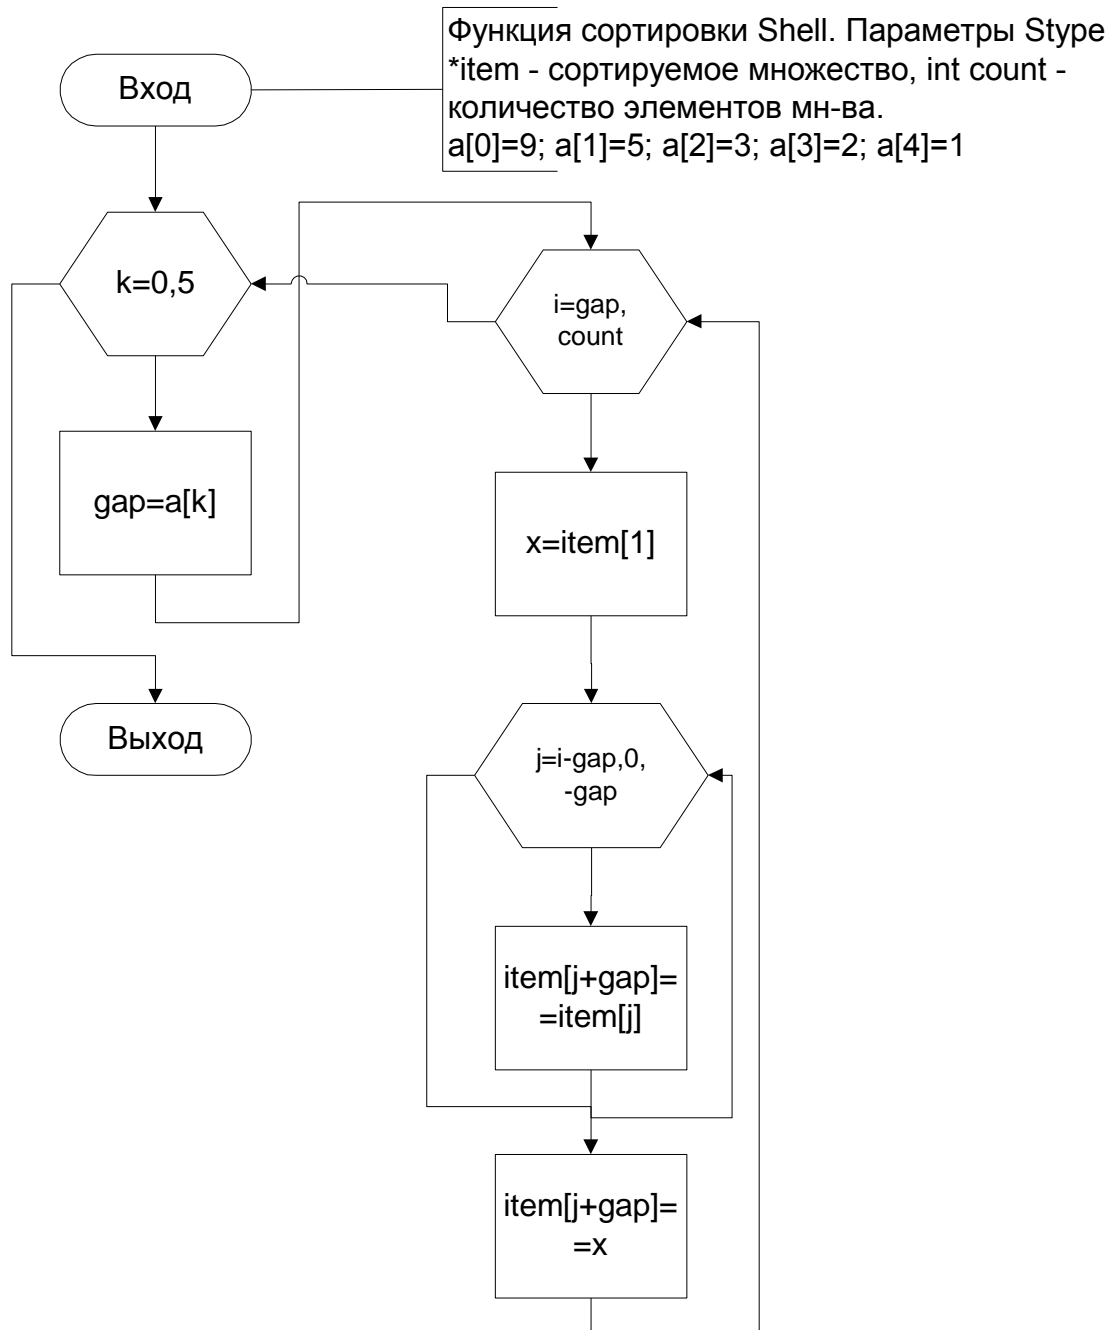 Функция сортировки Shell. Параметры Stype
*item - сортируемое множество, int count -
количество элементов мн-ва.
a[0]=9; a[1]=5; a[2]=3; a[3]=2; a[4]=1
Вход
k=0,5
i=gap,
count
gap=a[k]
x=item[1]
Выход
j=i-gap,0,
-gap
item[j+gap]=
=item[j]
item[j+gap]=
=x